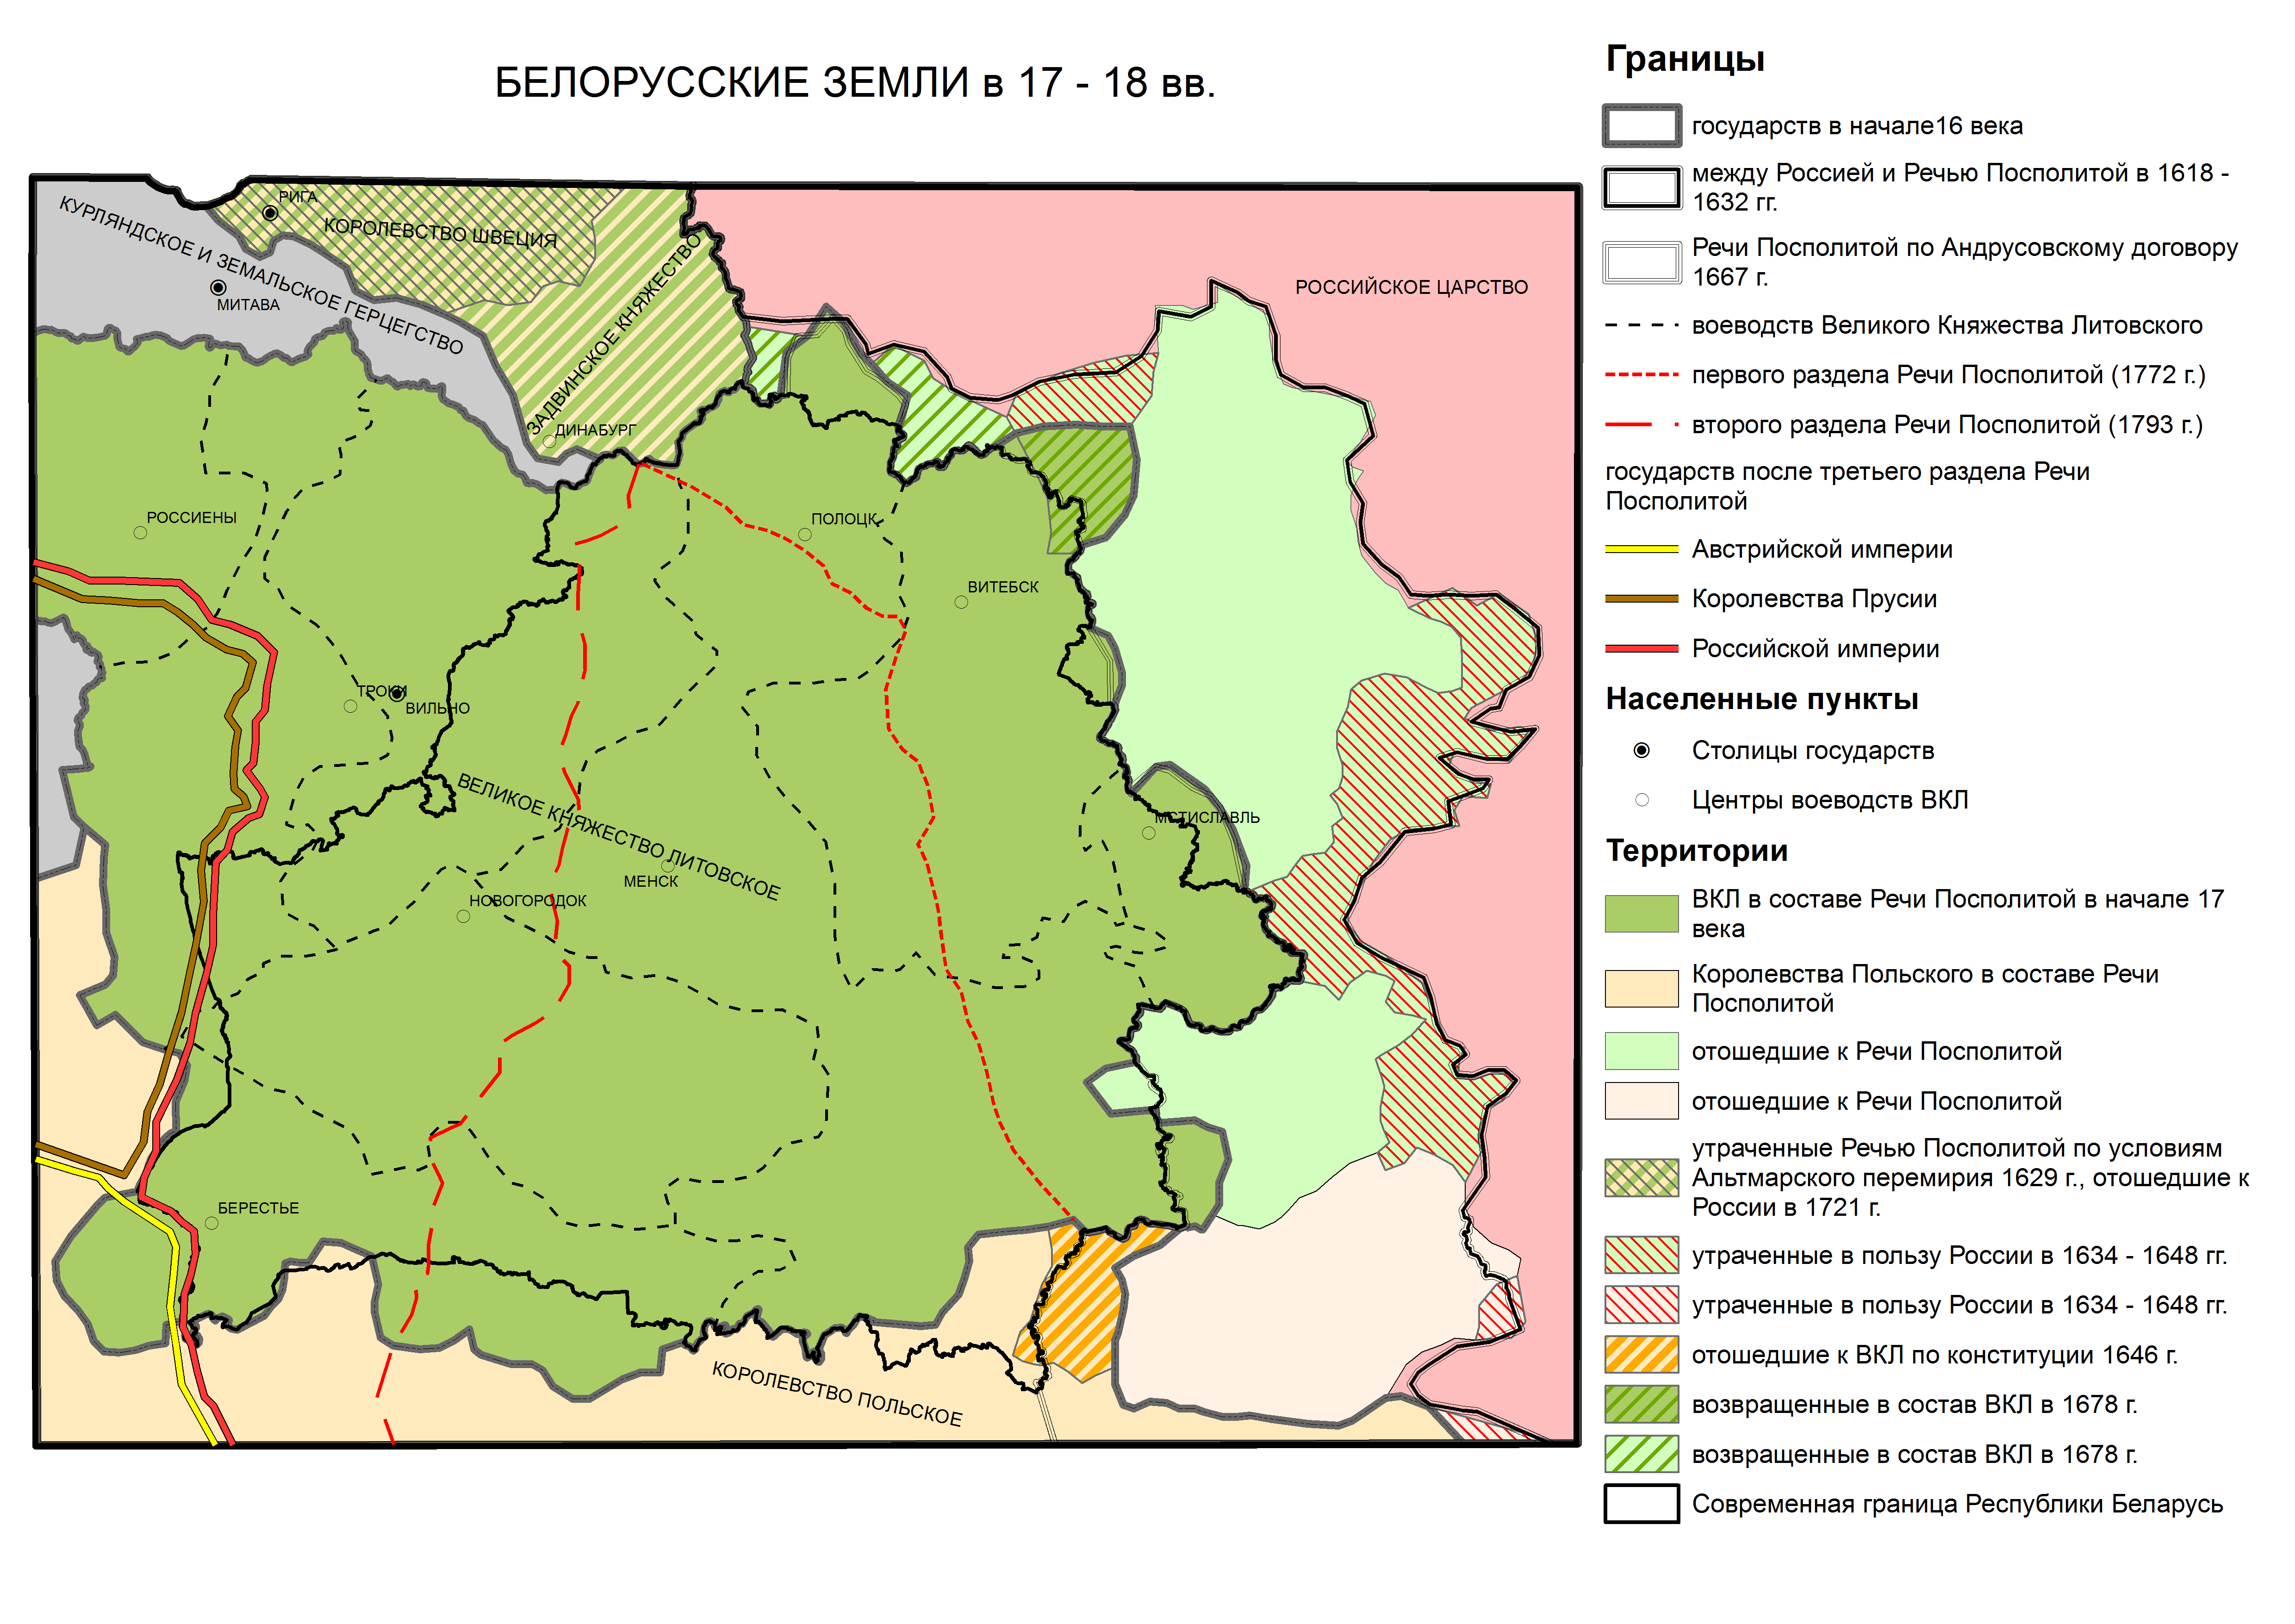 БЕЛОРУССКИЕ ЗЕМЛИ в 17 - 18 вв.
РИГА
КОРОЛЕВСТВО ШВЕЦИЯ
КУРЛЯНДСКОЕ И ЗЕМАЛЬСКОЕ ГЕРЦЕГСТВО
МИТАВА
ЗАДВИНСКОЕ КНЯЖЕСТВО
РОССИЙСКОЕ ЦАРСТВО
ДИНАБУРГ
РОССИЕНЫ
ПОЛОЦК
ВИТЕБСК
ТРОКИ
ВИЛЬНО
ВЕЛИКОЕ КНЯЖЕСТВО ЛИТОВСКОЕ
МСТИСЛАВЛЬ
МЕНСК
НОВОГОРОДОК
БЕРЕСТЬЕ
КОРОЛЕВСТВО ПОЛЬСКОЕ
Границы
государств в начале16 века
между Россией и Речью Посполитой в 1618 -
1632 гг.
Речи Посполитой по Андрусовскому договору
1667 г.
воеводств Великого Княжества Литовского
первого раздела Речи Посполитой (1772 г.)
второго раздела Речи Посполитой (1793 г.)
государств после третьего раздела Речи
Посполитой
Австрийской империи
Королевства Прусии
Российской империи
Населенные пункты
Столицы государств
Центры воеводств ВКЛ
Территории
ВКЛ в составе Речи Посполитой в начале 17
века
Королевства Польского в составе Речи
Посполитой
отошедшие к Речи Посполитой
отошедшие к Речи Посполитой
утраченные Речью Посполитой по условиям
Альтмарского перемирия 1629 г., отошедшие к
России в 1721 г.
утраченные в пользу России в 1634 - 1648 гг.
утраченные в пользу России в 1634 - 1648 гг.
отошедшие к ВКЛ по конституции 1646 г.
возвращенные в состав ВКЛ в 1678 г.
возвращенные в состав ВКЛ в 1678 г.
Современная граница Республики Беларусь